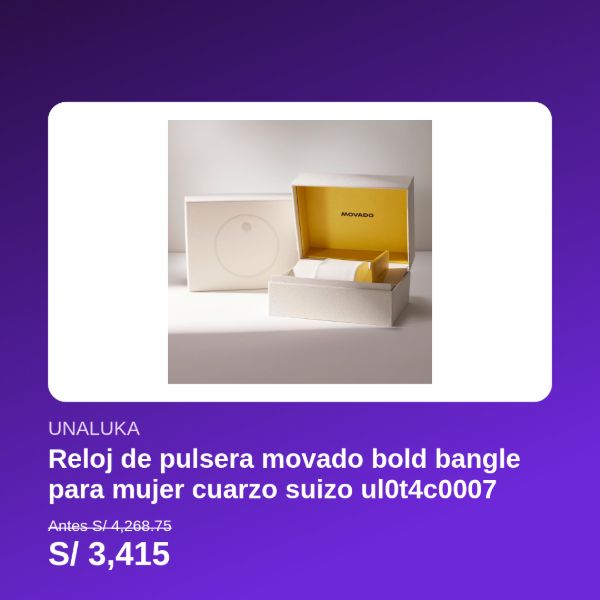 MOVADO
UNALUKA
Reloj de pulsera movado bold bangle
para mujer cuarzo suizo ul0t4c0007
Antes S/ 4,268.75
S/ 3,415